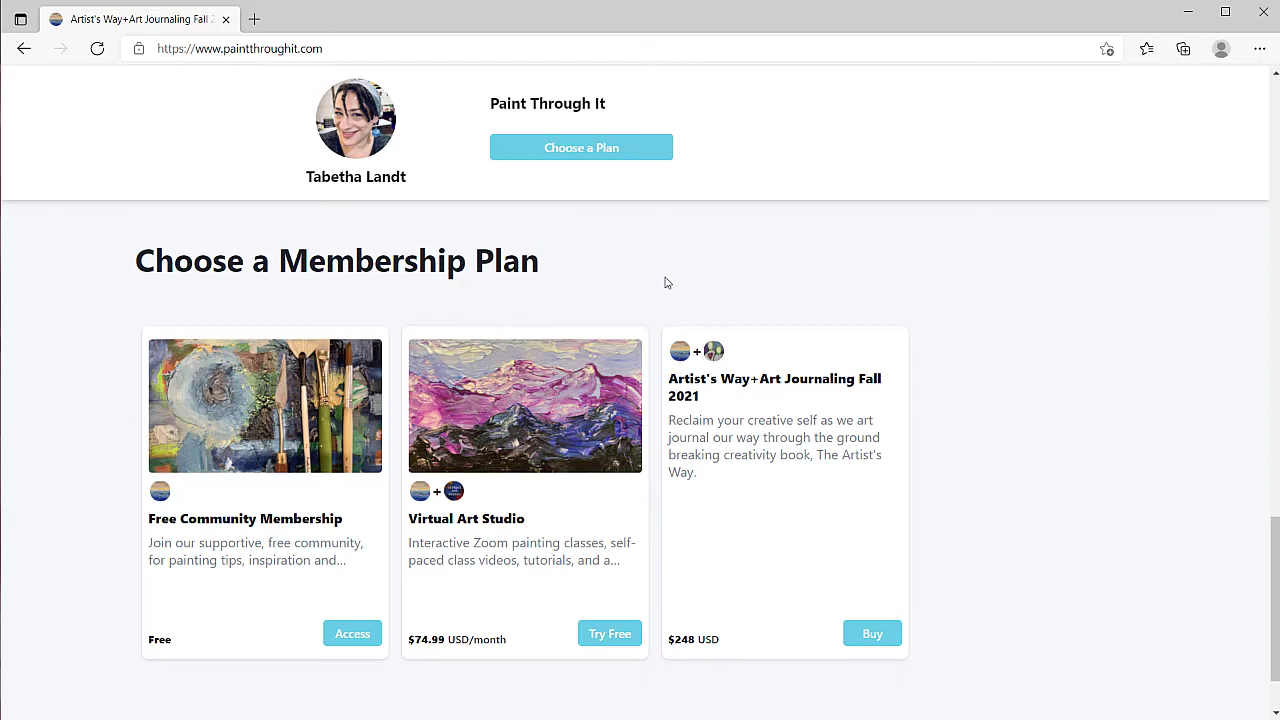 Artist's Way+Art Journaling Fall 2
https://www.paintthroughit.com
Paint Through It
Choose a Plan
Tabetha Landt
Choose a Membership Plan
Free Community Membership
Join our supportive, free community,
for painting tips, inspiration and...
Free
Access
Virtual Art Studio
Interactive Zoom painting classes, self-
paced class videos, tutorials, and a...
$74.99 USD/month
Try Free
Artist's Way+Art Journaling Fall
2021
Reclaim your creative self as we art
journal our way through the ground
breaking creativity book, The Artist's
Way.
$248 USD
Buy